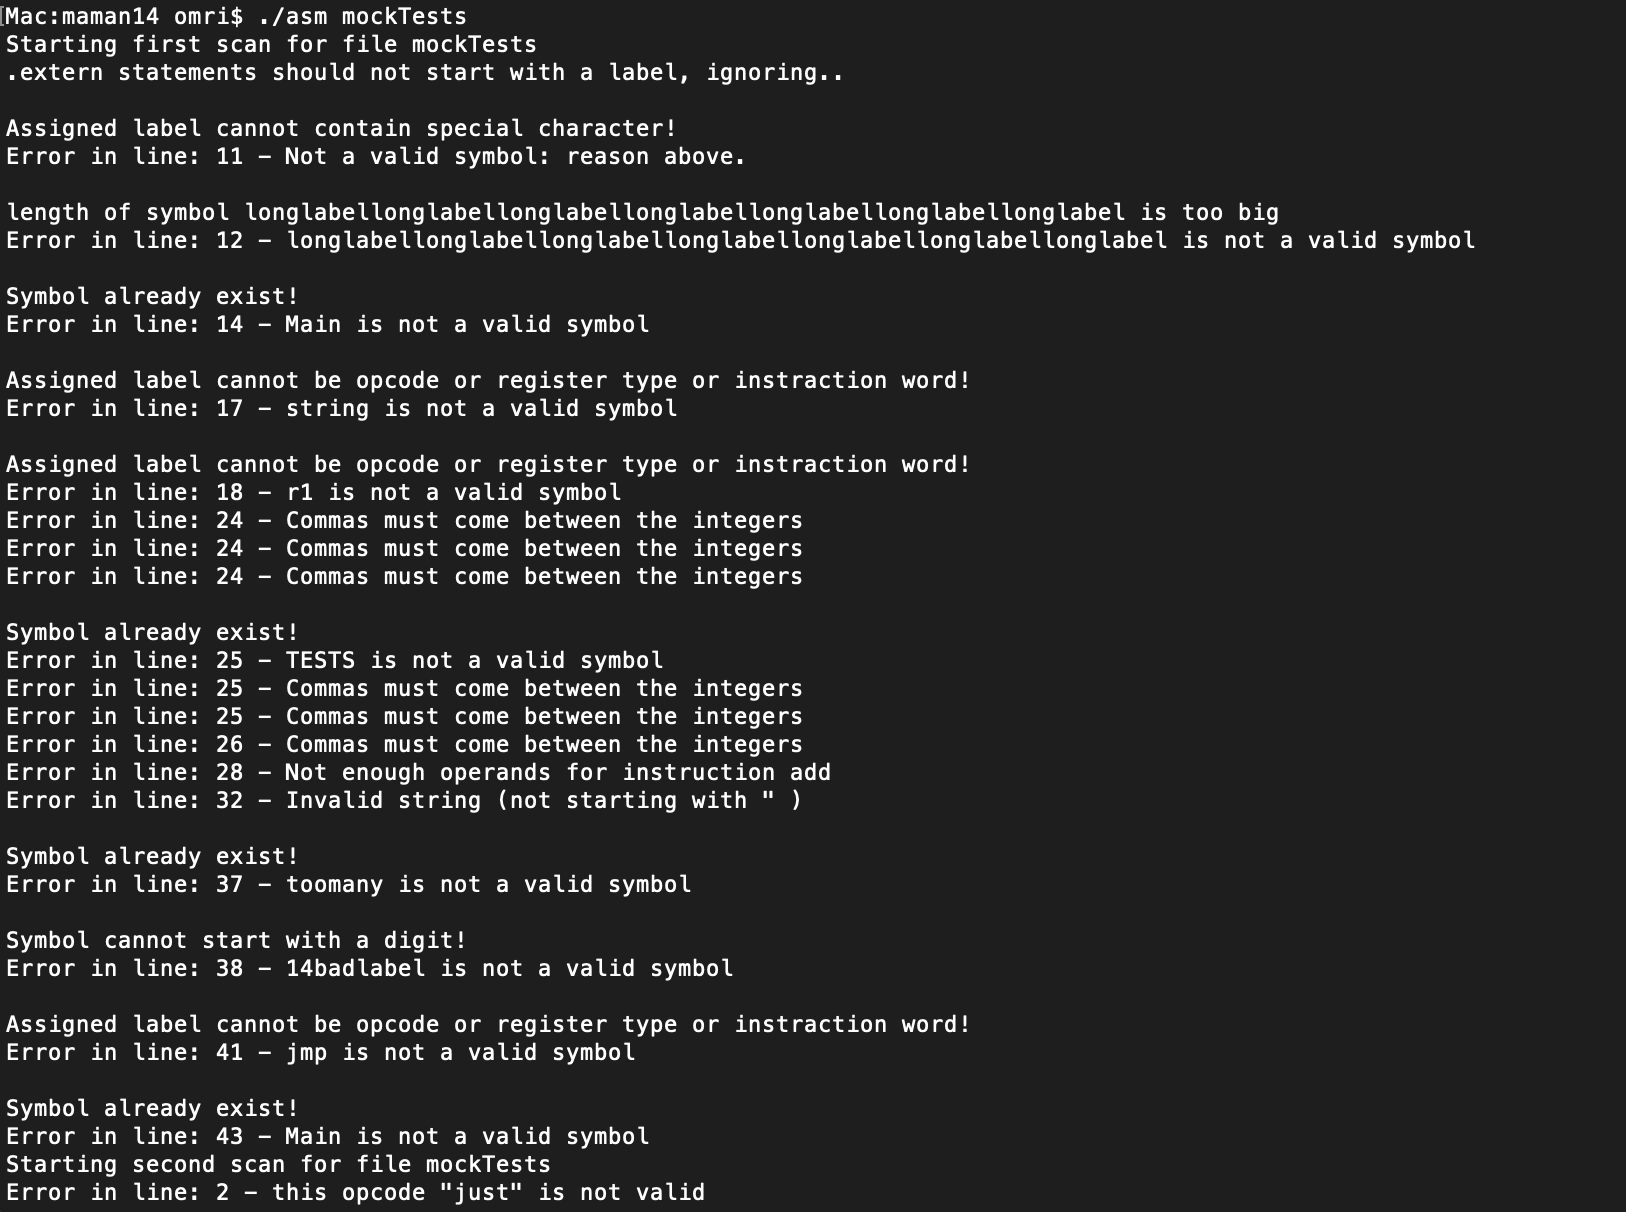 Mac:maman14 omri$ ./asm mockTests
Starting first scan for file mockTests
.extern statements should not start with a label, ignoring..
Assigned label cannot contain special character!
Error in line: 11 – Not a valid symbol: reason above.
length of symbol longlabellonglabellonglabellonglabellonglabellonglabellonglabel is too big
Error in line: 12 – longlabellonglabellonglabellonglabellonglabellonglabellonglabel is not a valid symbol
Symbol already exist!
Error in line: 14 – Main is not a valid symbol
Assigned label cannot be opcode or register type or instraction word!
Error in line: 17 – string is not a valid symbol
Assigned label cannot be opcode or register type or instraction word!
Error in line: 18 – r1 is not a valid symbol
Error in line: 24 – Commas must come between the integers
Error in line: 24 – Commas must come between the integers
Error in line: 24 – Commas must come between the integers
Symbol already exist!
Error in line: 25 – TESTS is not a valid symbol
Error in line: 25 – Commas must come between the integers
Error in line: 25 – Commas must come between the integers
Error in line: 26 – Commas must come between the integers
Error in line: 28 – Not enough operands for instruction add
Error in line: 32 – Invalid string (not starting with " )
Symbol already exist!
Error in line: 37 – toomany is not a valid symbol
Symbol cannot start with a digit!
Error in line: 38 – 14badlabel is not a valid symbol
Assigned label cannot be opcode or register type or instraction word!
Error in line: 41 – jmp is not a valid symbol
Symbol already exist!
Error in line: 43 – Main is not a valid symbol
Starting second scan for file mockTests
Error in line: 2 – this opcode "just" is not valid